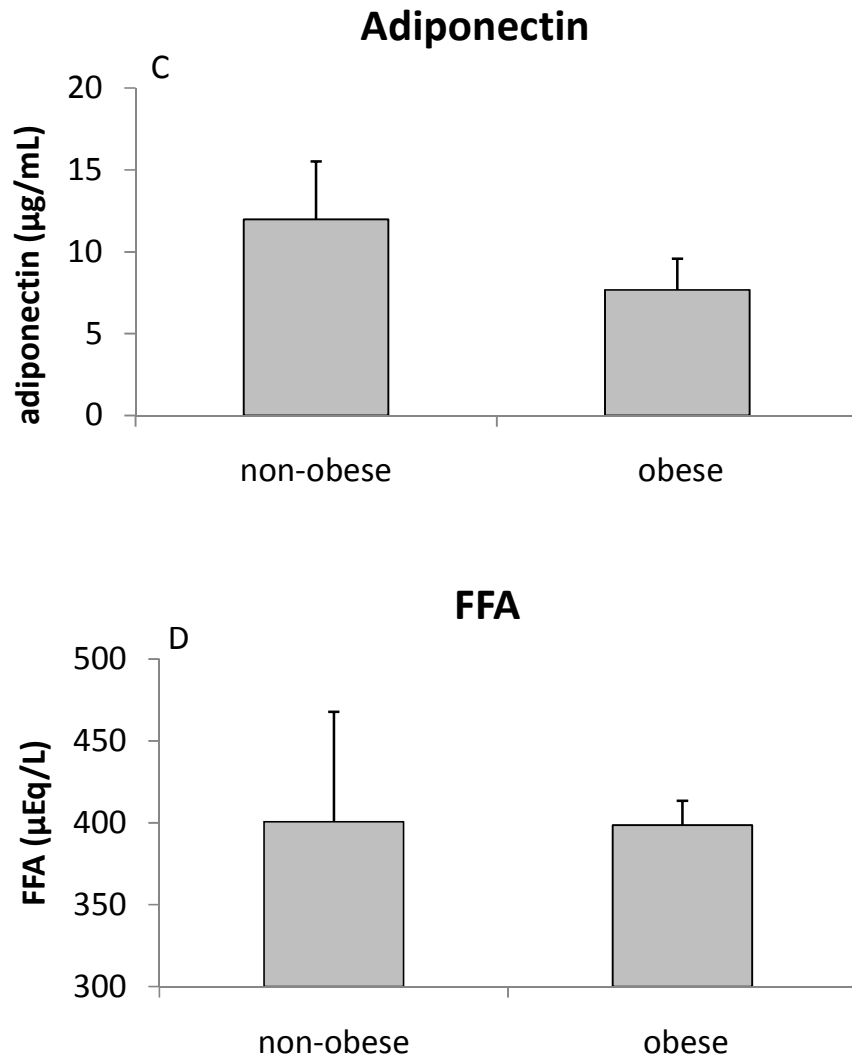 Adiponectin
C
adiponectin (µg/mL)
20
15
10
5
0
non-obese obese
FFA
D
FFA (µEq/L)
500
450
400
350
300
non-obese obese